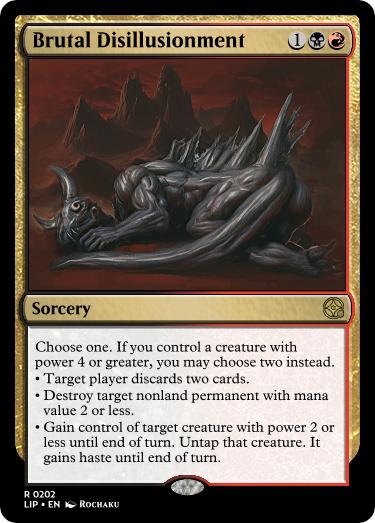 Brutal Disillusionment 1
Sorcery
Choose one. If you control a creature with
power 4 or greater, you may choose two instead.
• Target player discards two cards.
• Destroy target nonland permanent with mana
value 2 or less.
• Gain control of target creature with power 2 or
less until end of turn. Untap that creature. It
gains haste until end of turn.
R 0202
LIP • EN Rochaku